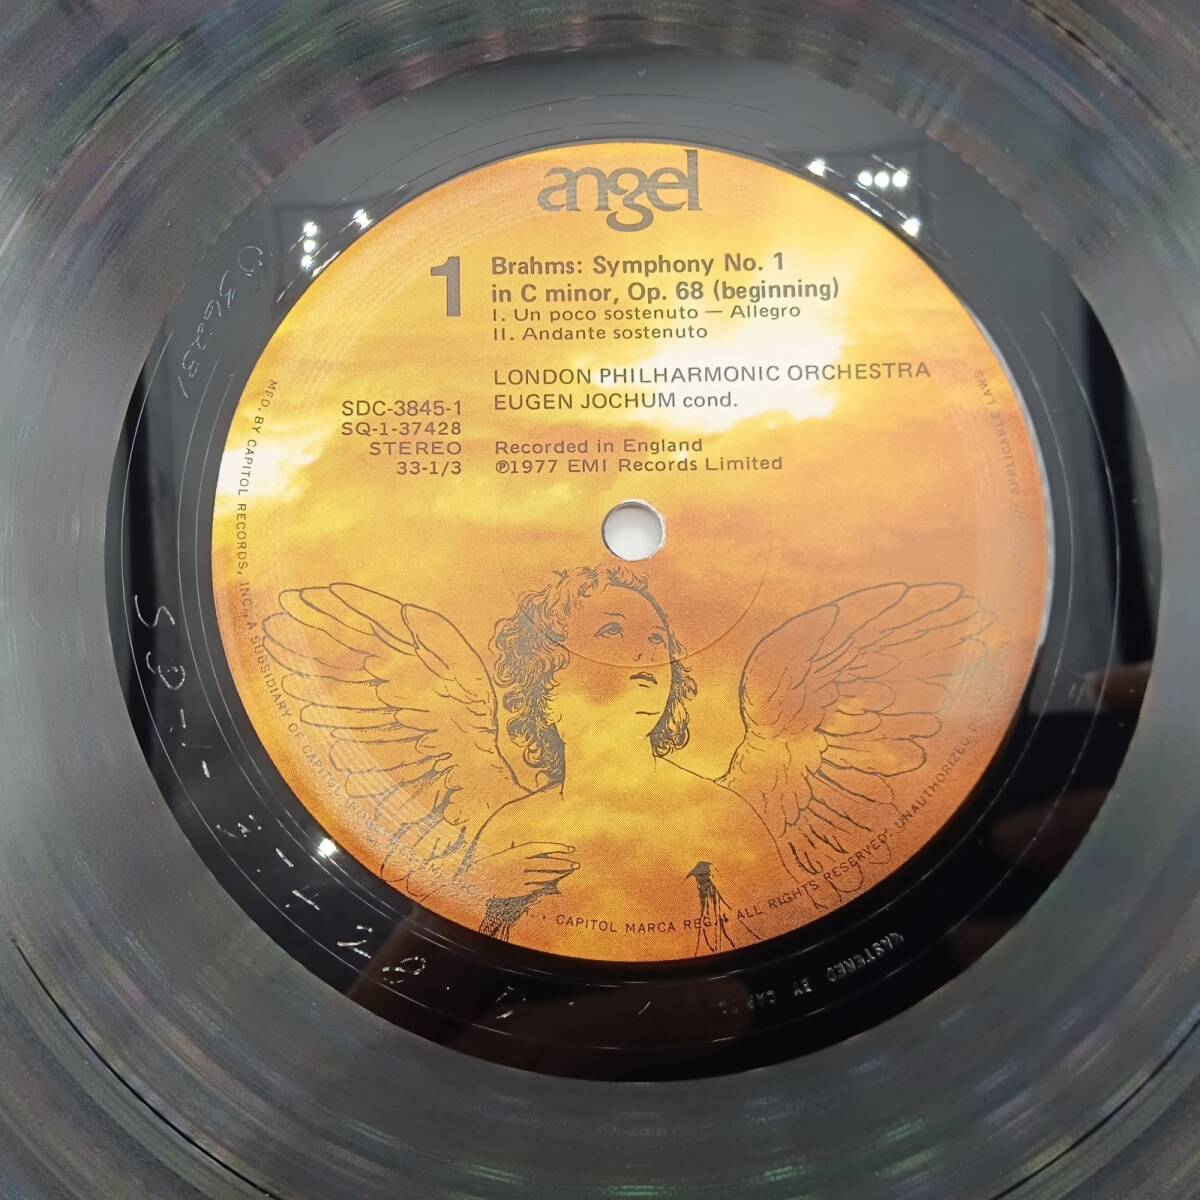 angel
1
Brahms: Symphony No. 1
in C minor, Op. 68 (beginning)
I. Un poco sostenuto — Allegro
II. Andante sostenuto
LONDON PHILHARMONIC ORCHESTRA
EUGEN JOCHUM cond.
SDC-3845-1
SQ-1-37428
STEREO
33-1/3
Recorded in England
℗1977 EMI Records Limited
MFD. BY CAPITOL RECORDS, INC., A SUBSIDIARY OF CAPITOL
• CAPITOL MARCA REG. • ALL RIGHTS RESERVED. UNAUTHORIZED
APPLICABLE LAWS
MASTERED BY